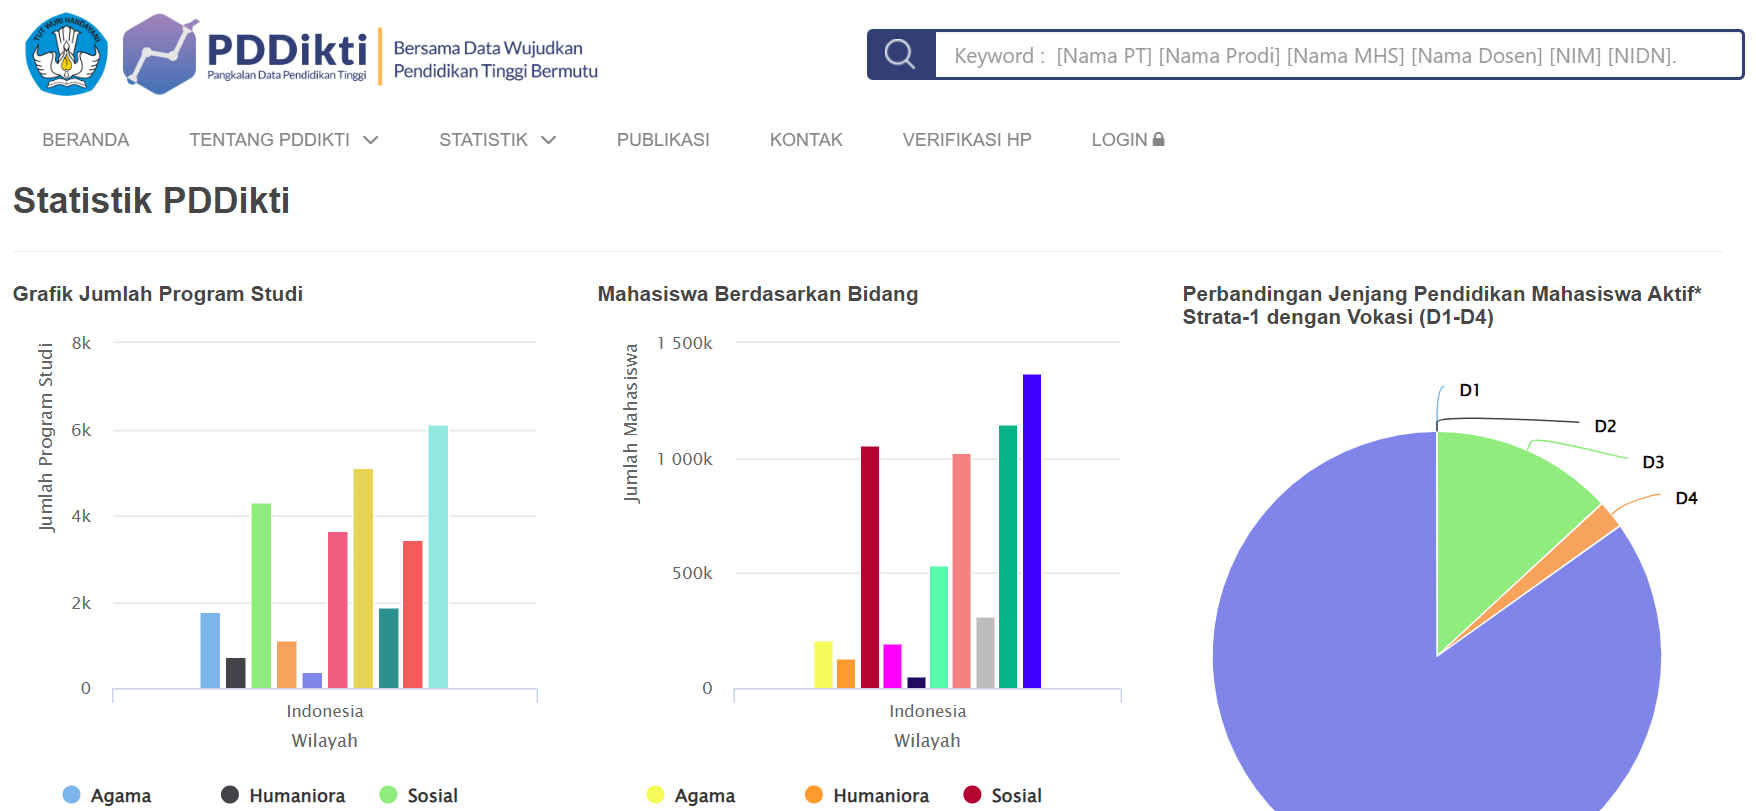 TUT WURI HANDAYANI
PDDikti
Pangkalan Data Pendidikan Tinggi
Bersama Data Wujudkan
Pendidikan Tinggi Bermutu
Keyword : [Nama PT] [Nama Prodi] [Nama MHS] [Nama Dosen] [NIM] [NIDN].
BERANDA
TENTANG PDDIKTI
STATISTIK
PUBLIKASI
KONTAK
VERIFIKASI HP
LOGIN
Statistik PDDikti
Grafik Jumlah Program Studi
Jumlah Program Studi
8k
6k
4k
2k
0
Indonesia
Wilayah
Agama
Humaniora
Sosial
Mahasiswa Berdasarkan Bidang
Jumlah Mahasiswa
1 500k
1 000k
500k
0
Indonesia
Wilayah
Agama
Humaniora
Sosial
Perbandingan Jenjang Pendidikan Mahasiswa Aktif*
Strata-1 dengan Vokasi (D1-D4)
D1
D2
D3
D4